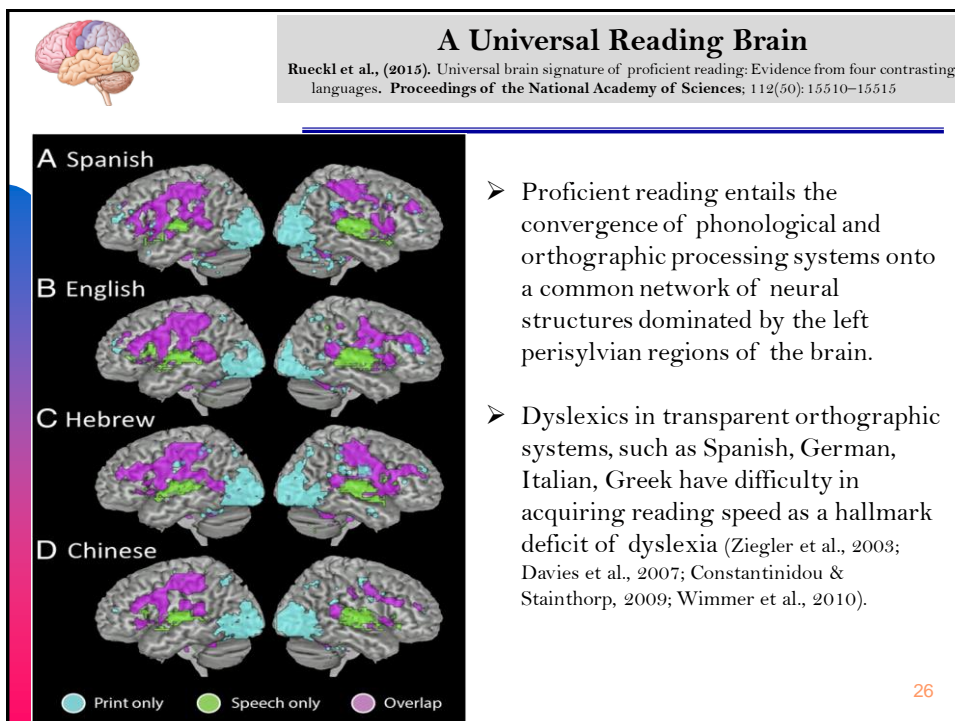 A Universal Reading Brain
Rueckl et al., (2015). Universal brain signature of proficient reading: Evidence from four contrasting
languages. Proceedings of the National Academy of Sciences; 112(50): 15510–15515
A Spanish
B English
C Hebrew
D Chinese
Print only
Speech only
Overlap
➢ Proficient reading entails the
convergence of phonological and
orthographic processing systems onto
a common network of neural
structures dominated by the left
perisylvian regions of the brain.
➢ Dyslexics in transparent orthographic
systems, such as Spanish, German,
Italian, Greek have difficulty in
acquiring reading speed as a hallmark
deficit of dyslexia (Ziegler et al., 2003;
Davies et al., 2007; Constantinidou &
Stainthorp, 2009; Wimmer et al., 2010).
26